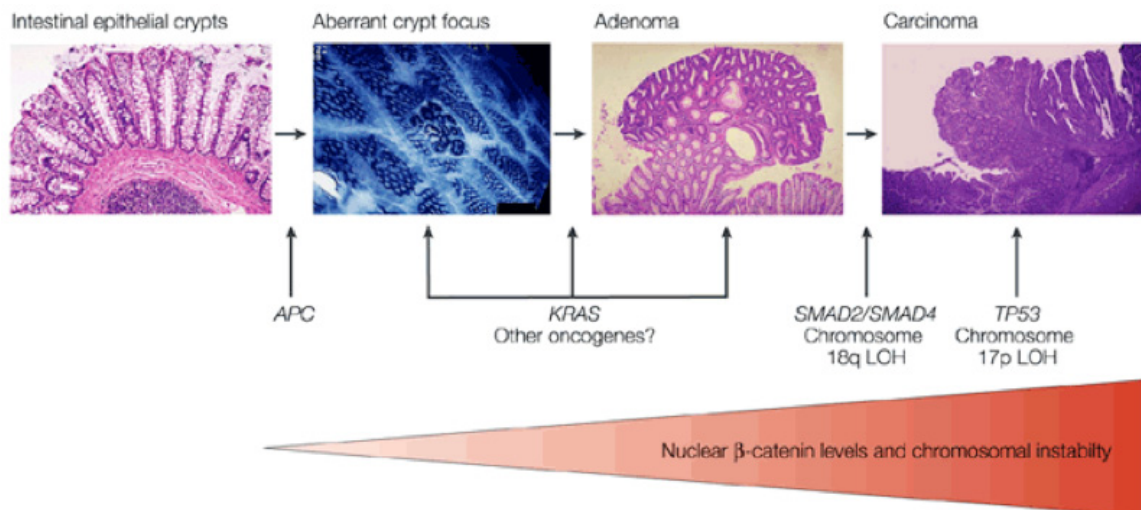 Intestinal epithelial crypts
Aberrant crypt focus
Adenoma
Carcinoma
APC
KRAS
Other oncogenes?
SMAD2/SMAD4
Chromosome
18q LOH
TP53
Chromosome
17p LOH
Nuclear β-catenin levels and chromosomal instabilty